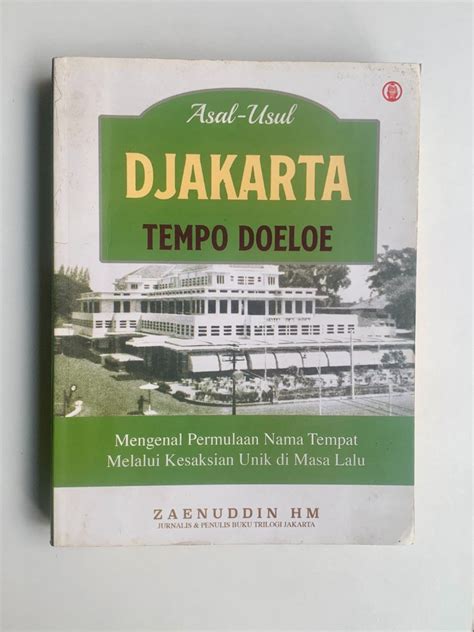 Asal-Usul
DJAKARTA
TEMPO DOELOE
Mengenal Permulaan Nama Tempat
Melalui Kesaksian Unik di Masa Lalu
ZAENUDDIN HM
JURNALIS & PENULIS BUKU TRILOGI JAKARTA